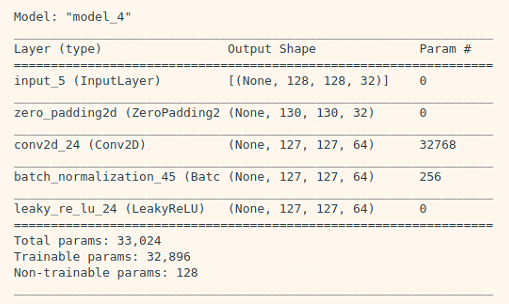 Model: "model_4"
_________________________________________________________________
Layer (type)                 Output Shape              Param #
=================================================================
input_5 (InputLayer)         [(None, 128, 128, 32)]    0
_________________________________________________________________
zero_padding2d (ZeroPadding2 (None, 130, 130, 32)      0
_________________________________________________________________
conv2d_24 (Conv2D)           (None, 127, 127, 64)      32768
_________________________________________________________________
batch_normalization_45 (Batc (None, 127, 127, 64)      256
_________________________________________________________________
leaky_re_lu_24 (LeakyReLU)   (None, 127, 127, 64)      0
=================================================================
Total params: 33,024
Trainable params: 32,896
Non-trainable params: 128
_________________________________________________________________